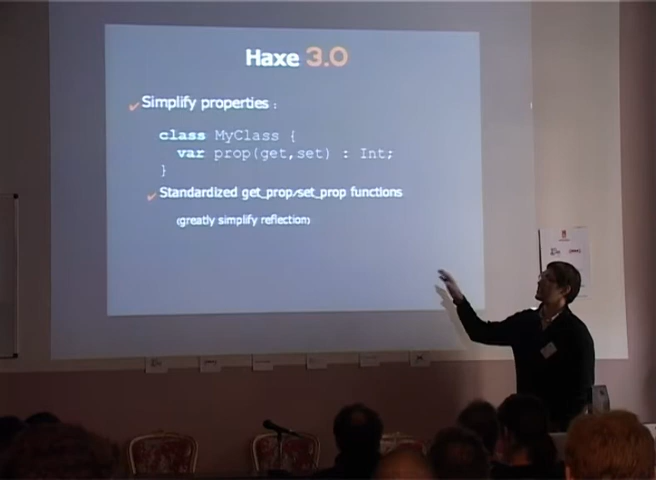 Haxe 3.0
Simplify properties :
class MyClass {
var prop(get,set) : Int;
}
Standardized get_prop/set_prop functions
(greatly simplify reflection)